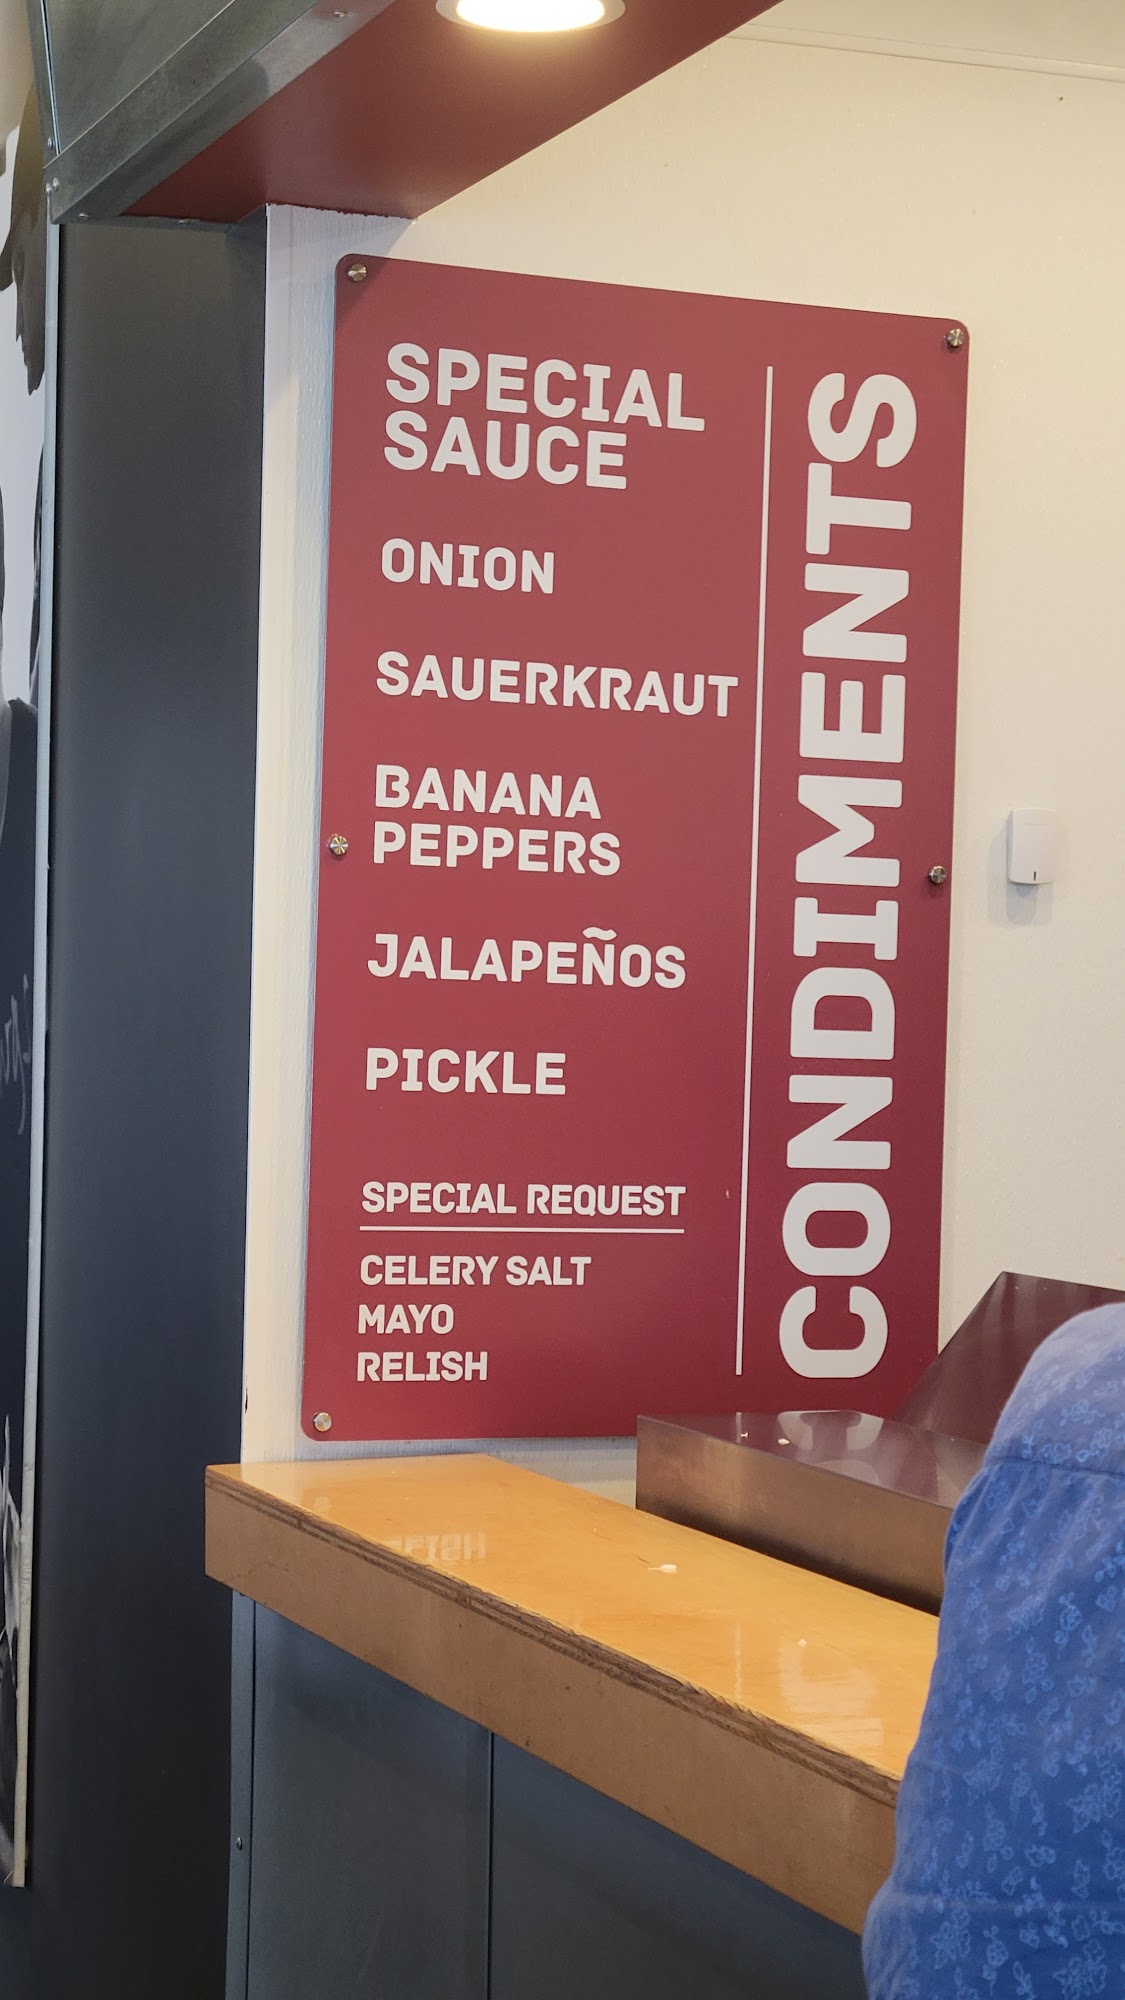 SPECIAL
SAUCE
ONION
SAUERKRAUT
BANANA
PEPPERS
JALAPEÑOS
PICKLE
SPECIAL REQUEST
CELERY SALT
MAYO
RELISH
CONDIMENTS